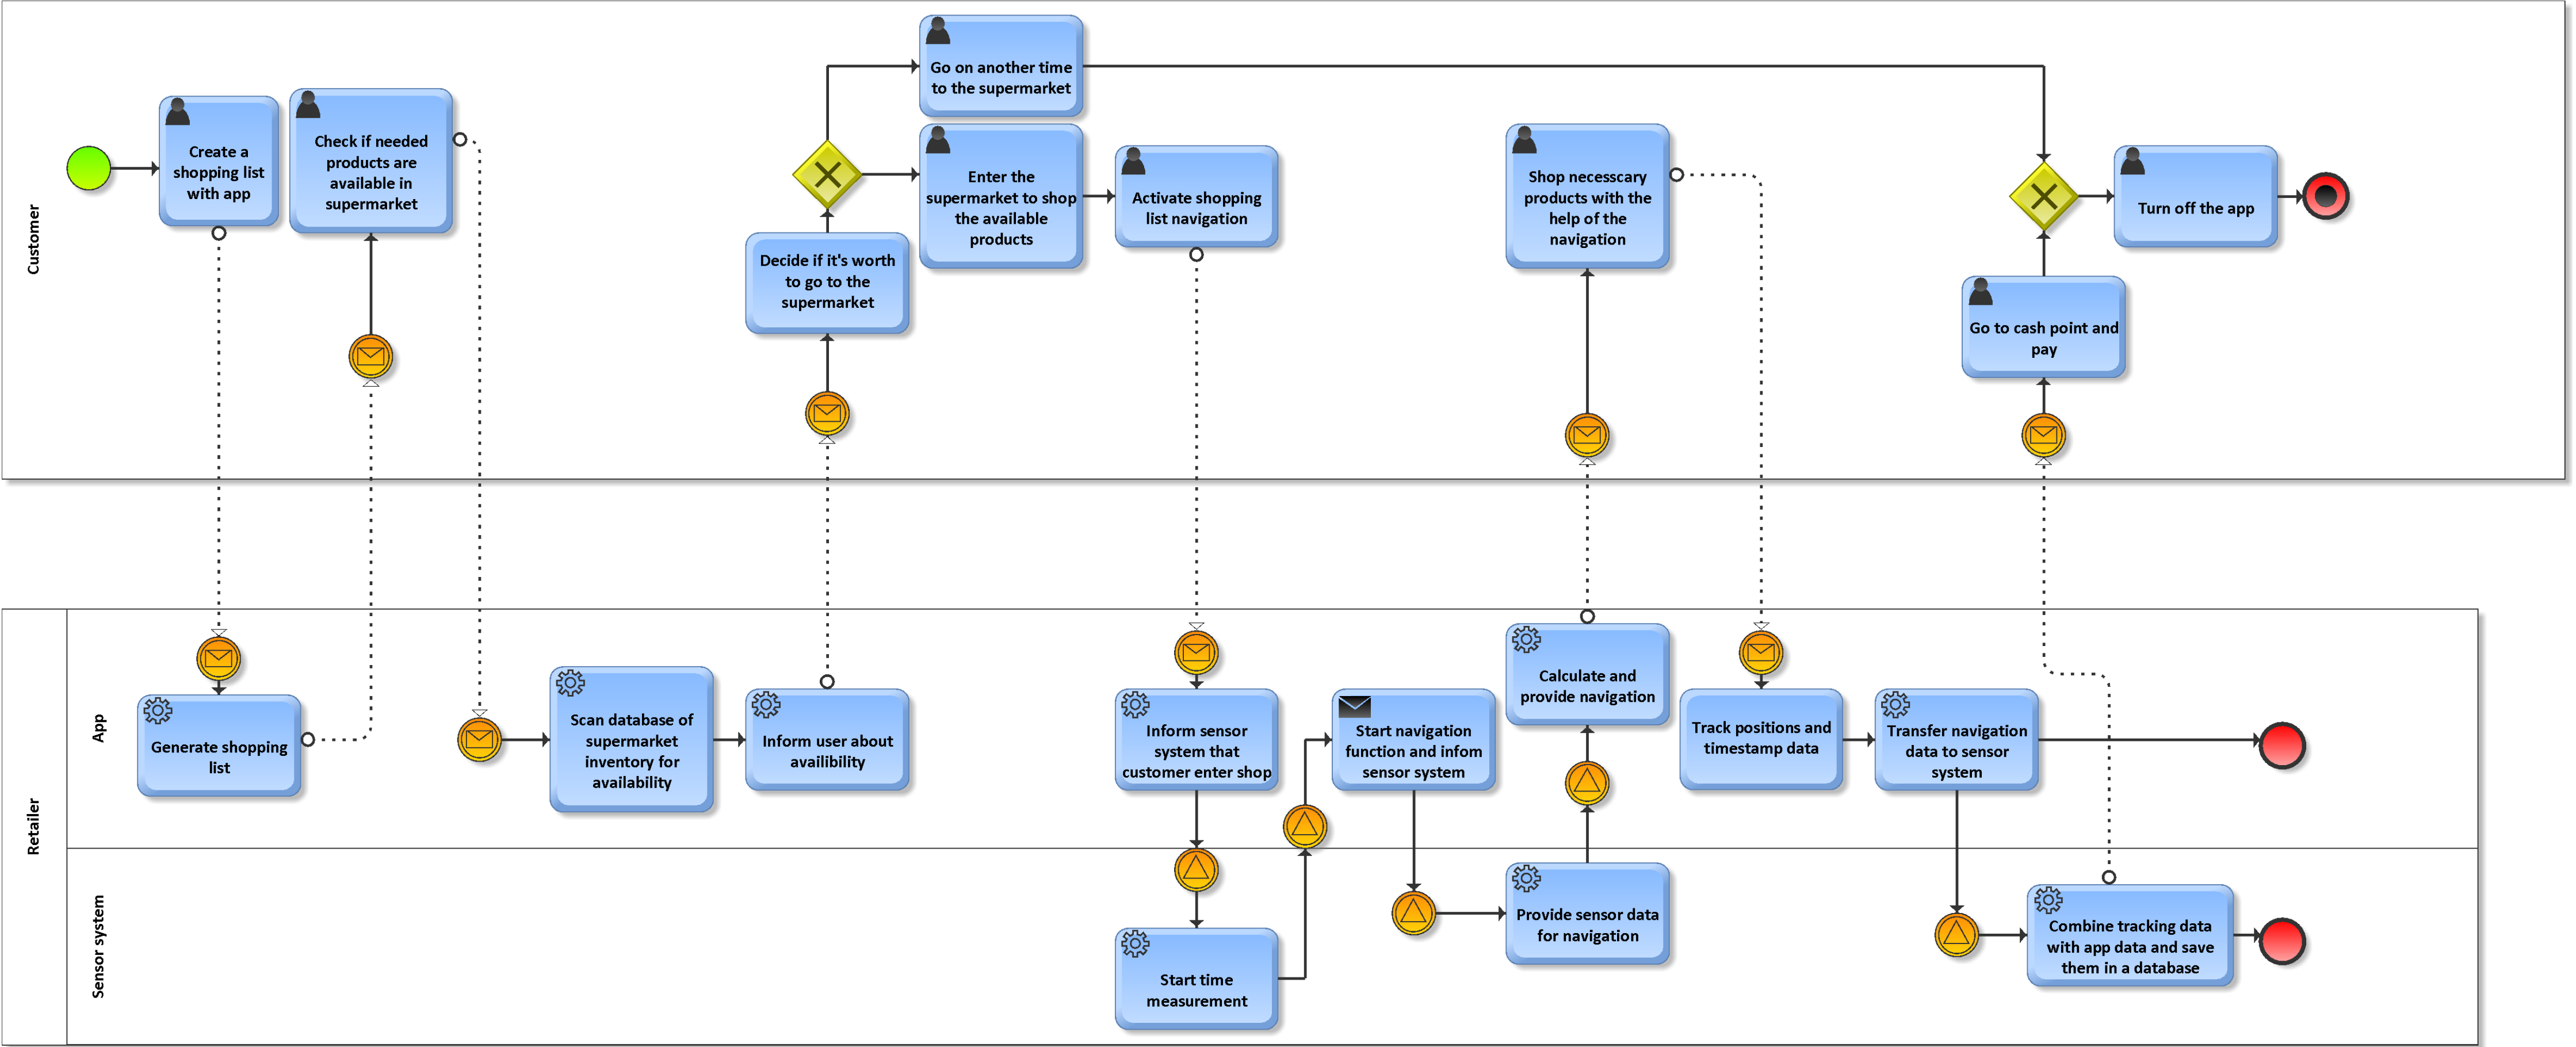 Customer
Create a
shopping list
with app
Check if needed
products are
available in
supermarket
Decide if it's worth
to go to the
supermarket
Go on another time
to the supermarket
Enter the
supermarket to shop
the available
products
Activate shopping
list navigation
Shop necesscary
products with the
help of the
navigation
Go to cash point and
pay
Turn off the app
Retailer
App
Generate shopping
list
Scan database of
supermarket
inventory for
availability
Inform user about
availibility
Inform sensor
system that
customer enter shop
Start navigation
function and infom
sensor system
Calculate and
provide navigation
Track positions and
timestamp data
Transfer navigation
data to sensor
system
Sensor system
Start time
measurement
Provide sensor data
for navigation
Combine tracking data
with app data and save
them in a database